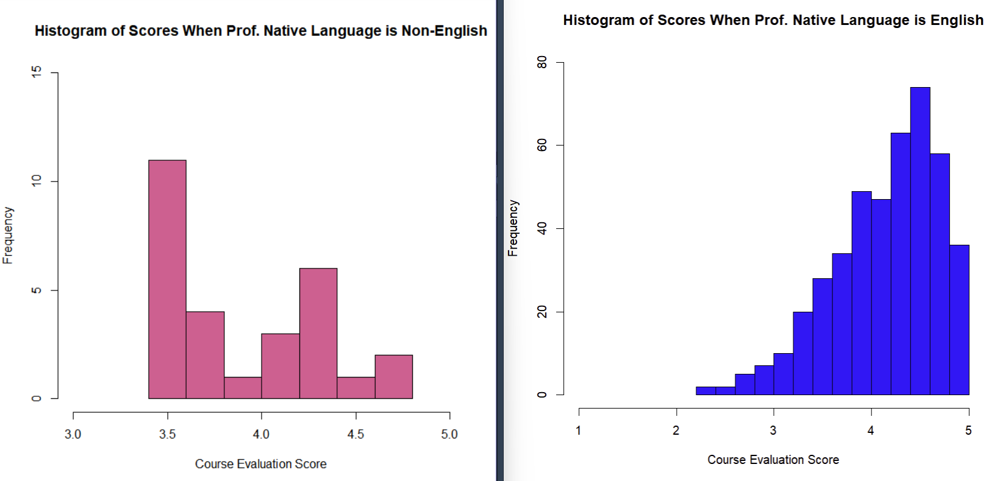 Histogram of Scores When Prof. Native Language is Non-English
15
10
5
0
Frequency
3.0 3.5 4.0 4.5 5.0
Course Evaluation Score
Histogram of Scores When Prof. Native Language is English
80
60
40
20
0
Frequency
1 2 3 4 5
Course Evaluation Score